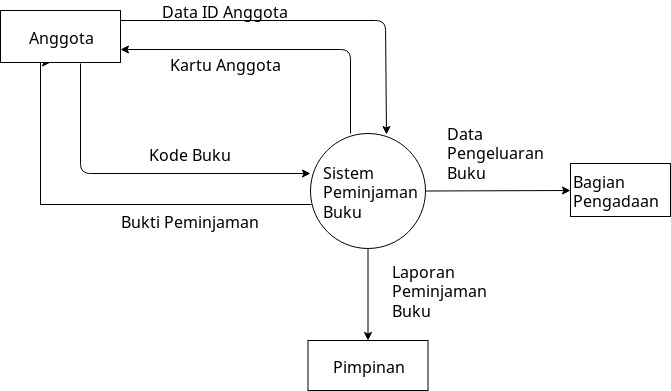 Data ID Anggota
Anggota
Kartu Anggota
Kode Buku
Bukti Peminjaman
Sistem
Peminjaman
Buku
Data
Pengeluaran
Buku
Bagian
Pengadaan
Laporan
Peminjaman
Buku
Pimpinan